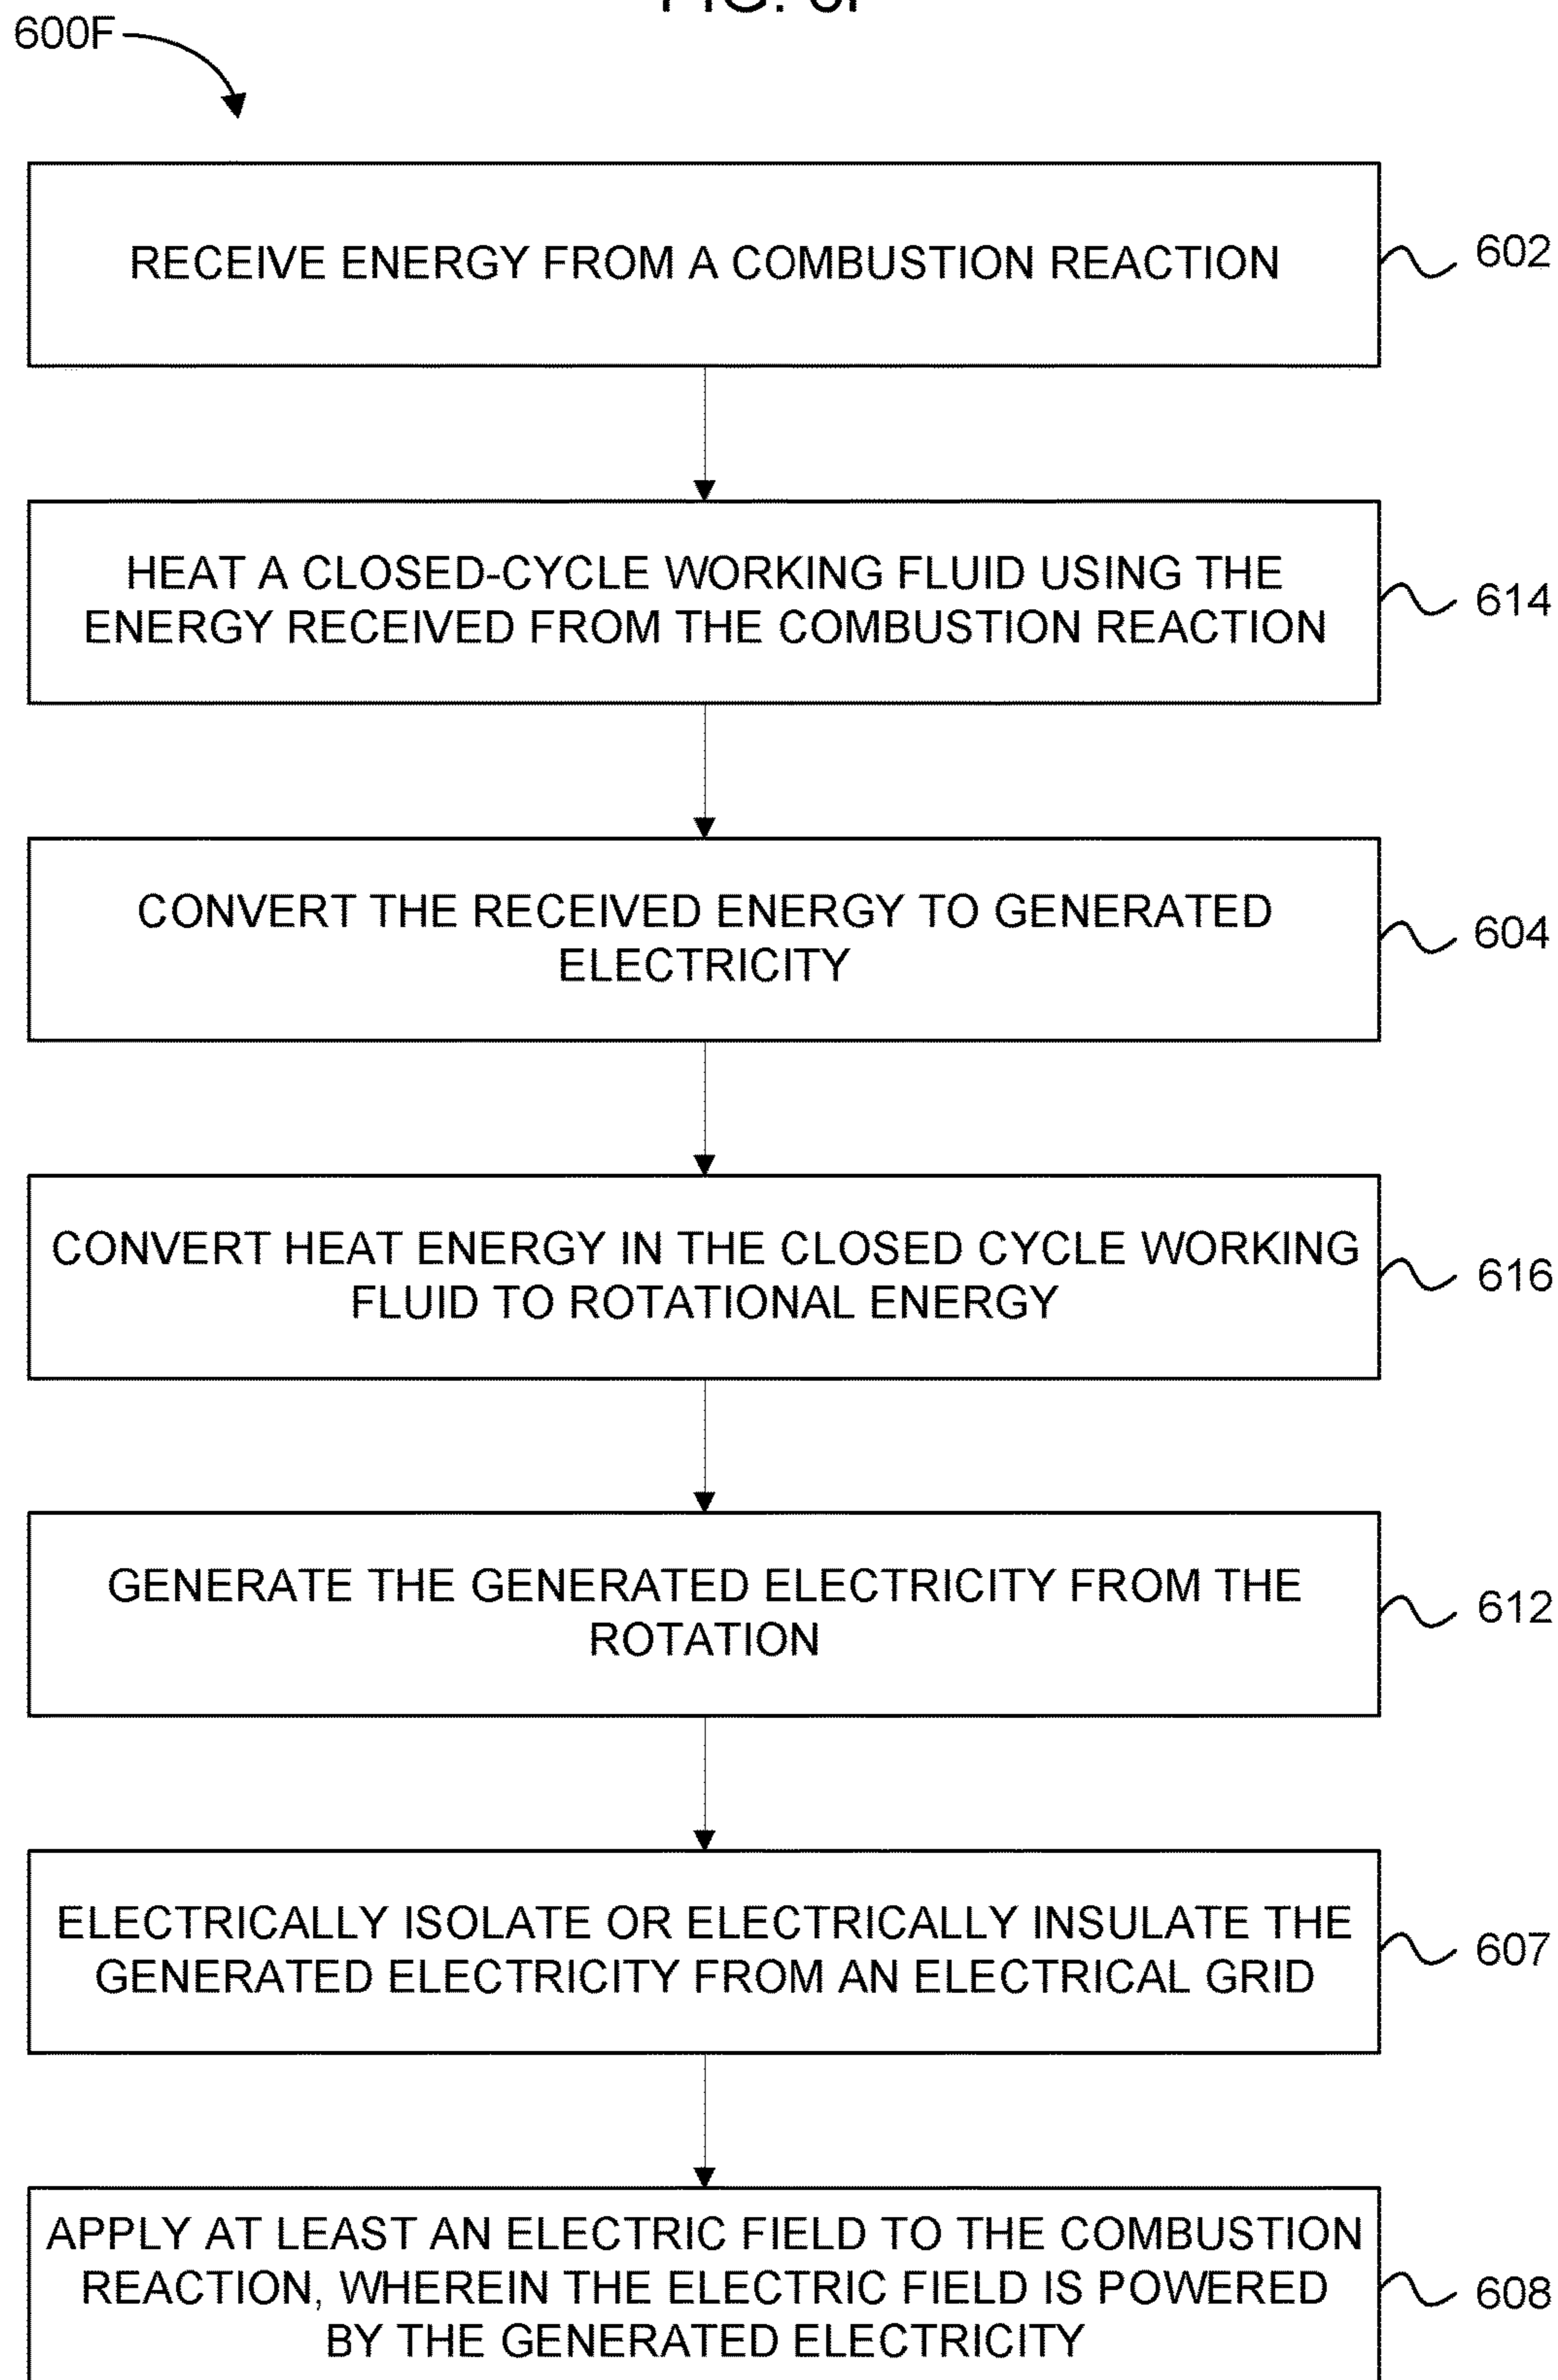 600F
RECEIVE ENERGY FROM A COMBUSTION REACTION
602
HEAT A CLOSED-CYCLE WORKING FLUID USING THE
ENERGY RECEIVED FROM THE COMBUSTION REACTION
614
CONVERT THE RECEIVED ENERGY TO GENERATED
ELECTRICITY
604
CONVERT HEAT ENERGY IN THE CLOSED CYCLE WORKING
FLUID TO ROTATIONAL ENERGY
616
GENERATE THE GENERATED ELECTRICITY FROM THE
ROTATION
612
ELECTRICALLY ISOLATE OR ELECTRICALLY INSULATE THE
GENERATED ELECTRICITY FROM AN ELECTRICAL GRID
607
APPLY AT LEAST AN ELECTRIC FIELD TO THE COMBUSTION
REACTION, WHEREIN THE ELECTRIC FIELD IS POWERED
BY THE GENERATED ELECTRICITY
608